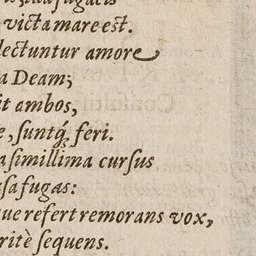 victa mare est.
lectuntur amore
a Deam;
it ambos,
e, suntq́; feri.
a simillima cursus
sa fugas:
ue refert remorans vox,
ritè sequens.